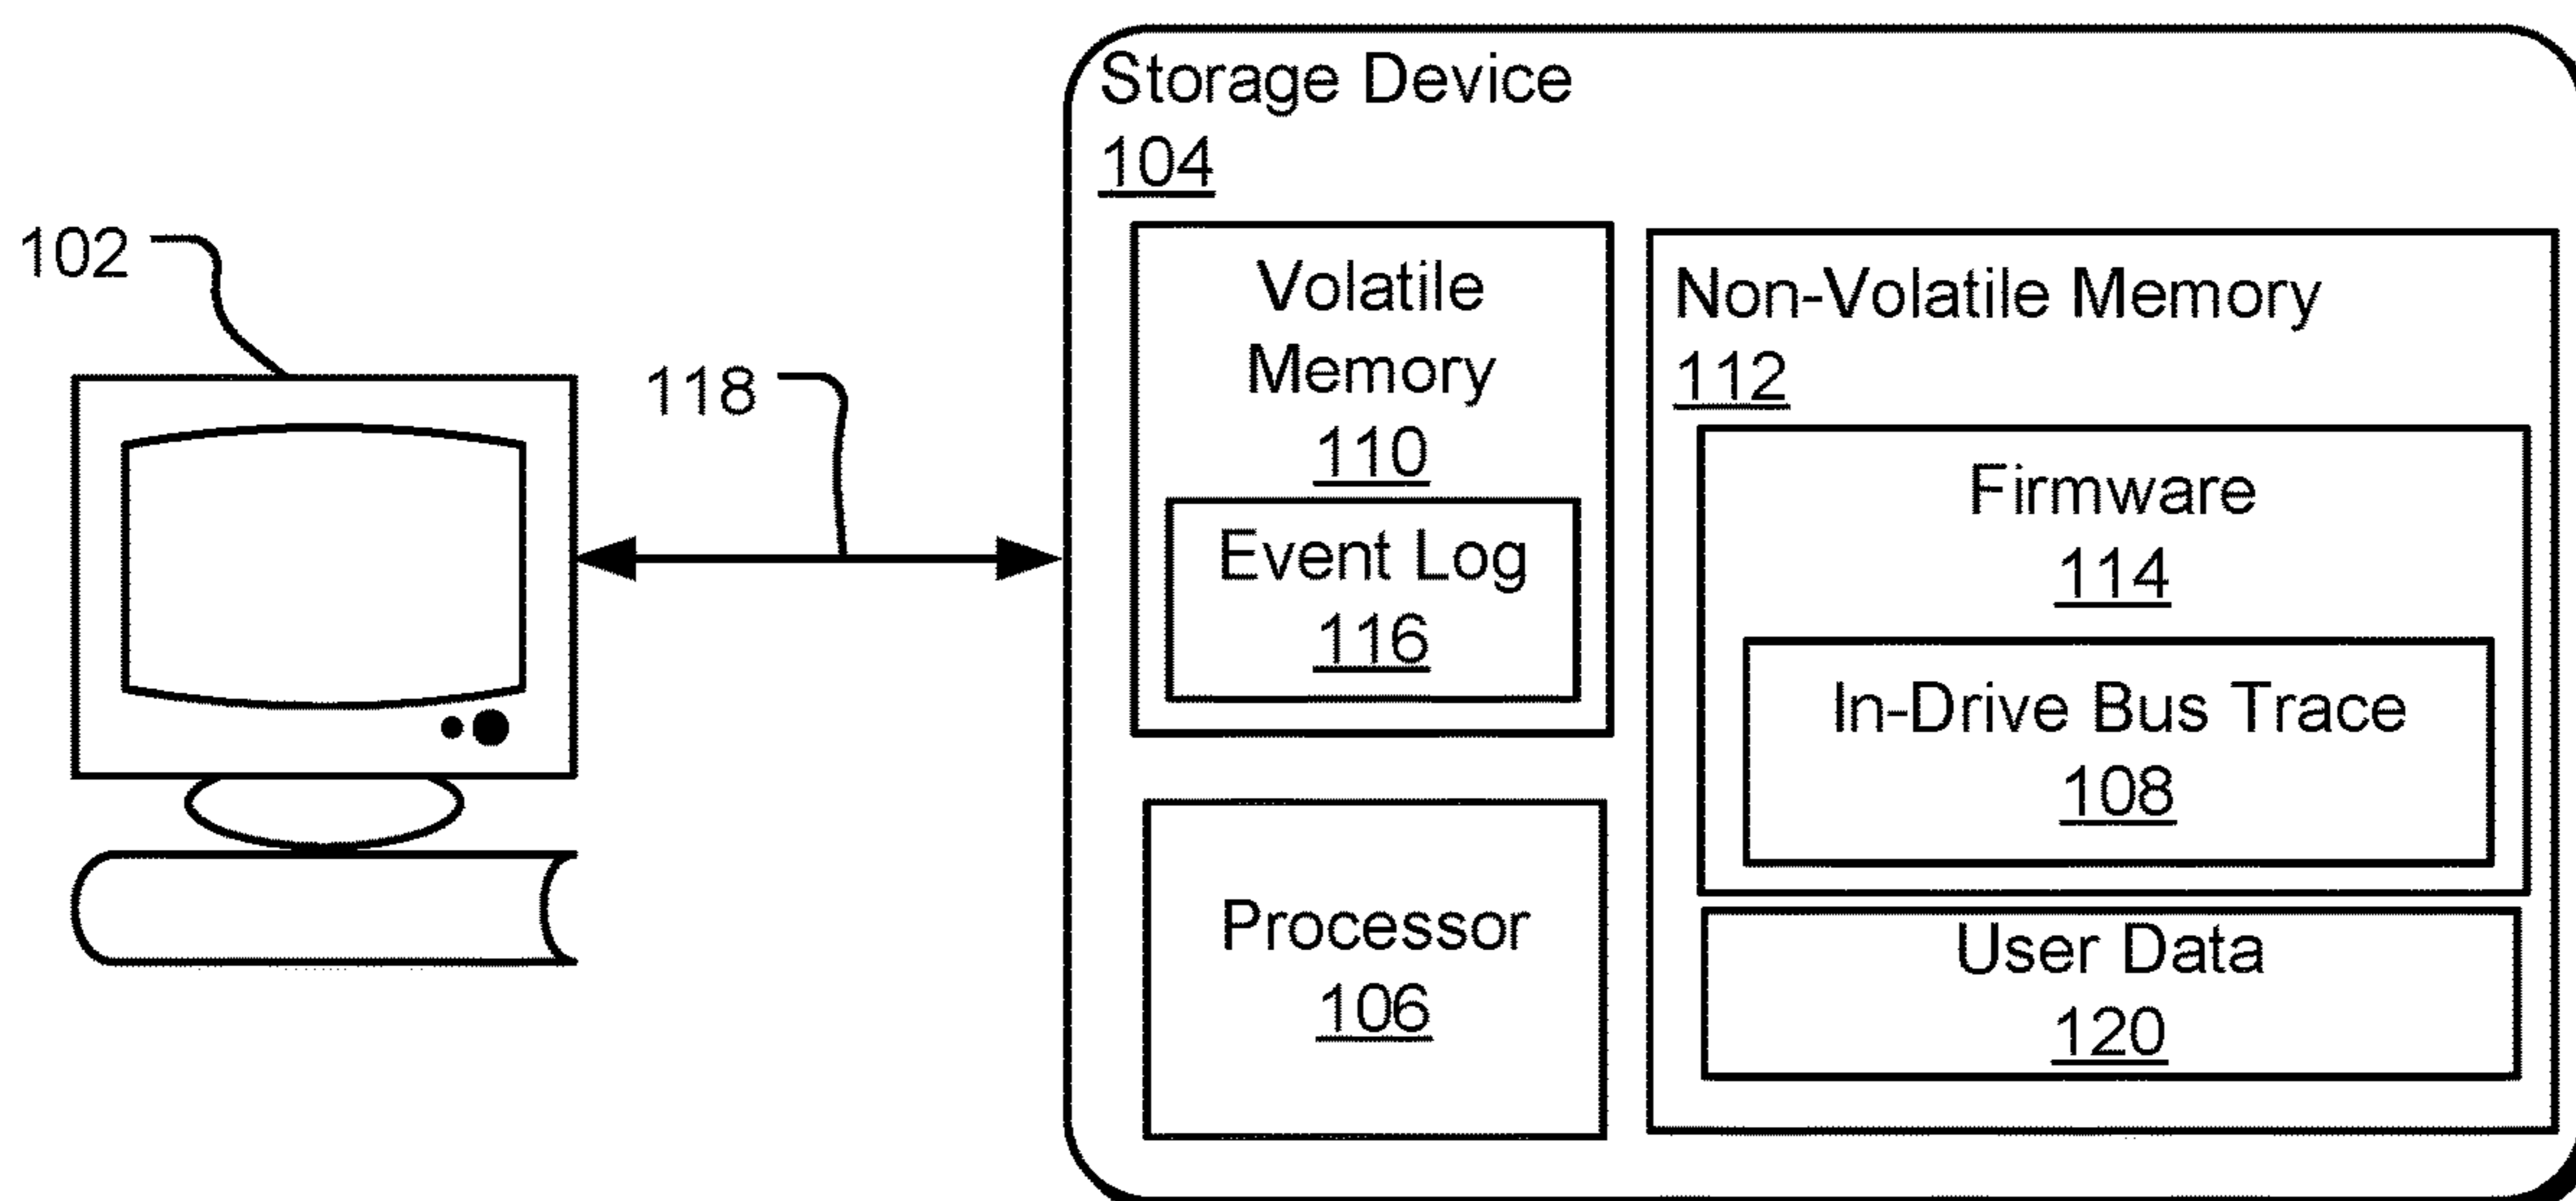 102
118
Storage Device
104
Volatile
Memory
110
Event Log
116
Processor
106
Non-Volatile Memory
112
Firmware
114
In-Drive Bus Trace
108
User Data
120